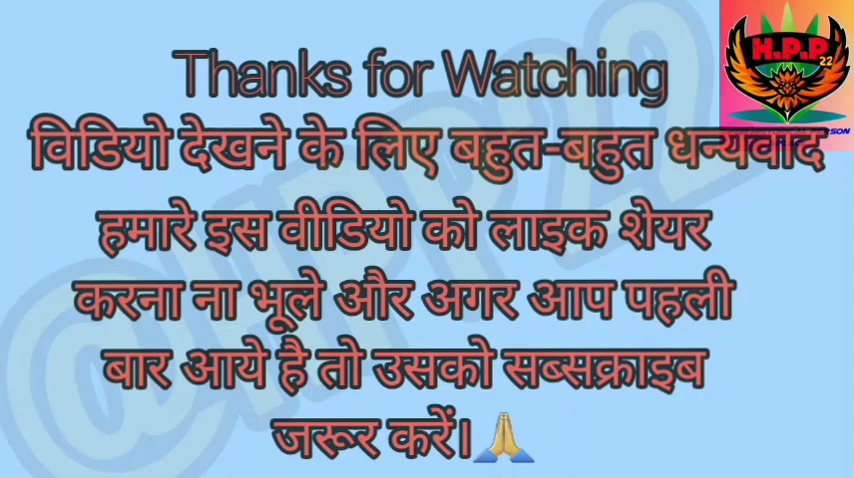 H.P.P
22
Thanks for Watching
विडियो देखने के लिए बहुत-बहुत धन्यवाद
हमारे इस वीडियो को लाइक शेयर
करना ना भूले और अगर आप पहली
बार आये है तो उसको सब्सक्राइब
जरूर करें।🙏
@HPP22